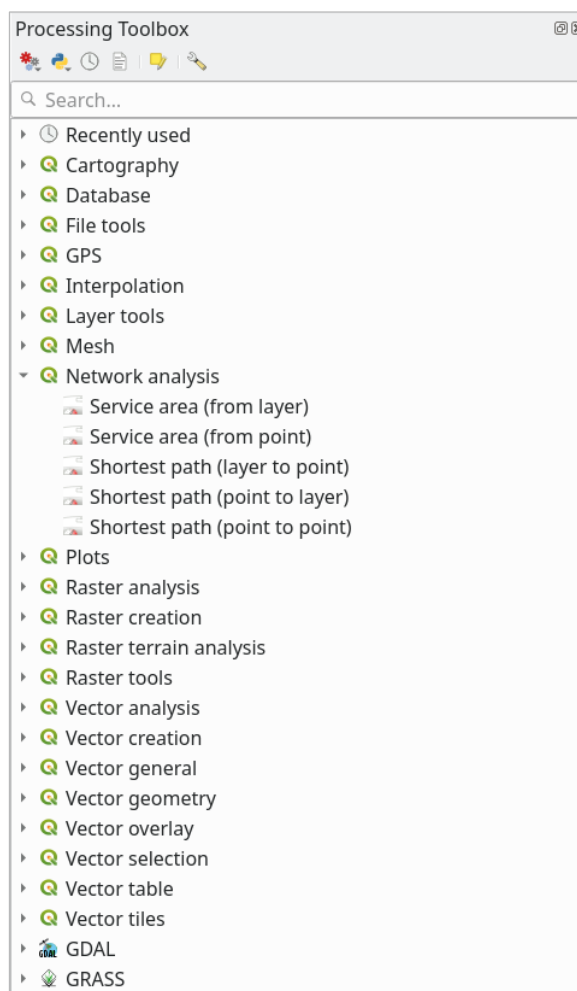 Processing Toolbox
Search...
Recently used
Cartography
Database
File tools
GPS
Interpolation
Layer tools
Mesh
Network analysis
Service area (from layer)
Service area (from point)
Shortest path (layer to point)
Shortest path (point to layer)
Shortest path (point to point)
Plots
Raster analysis
Raster creation
Raster terrain analysis
Raster tools
Vector analysis
Vector creation
Vector general
Vector geometry
Vector overlay
Vector selection
Vector table
Vector tiles
GDAL
GRASS